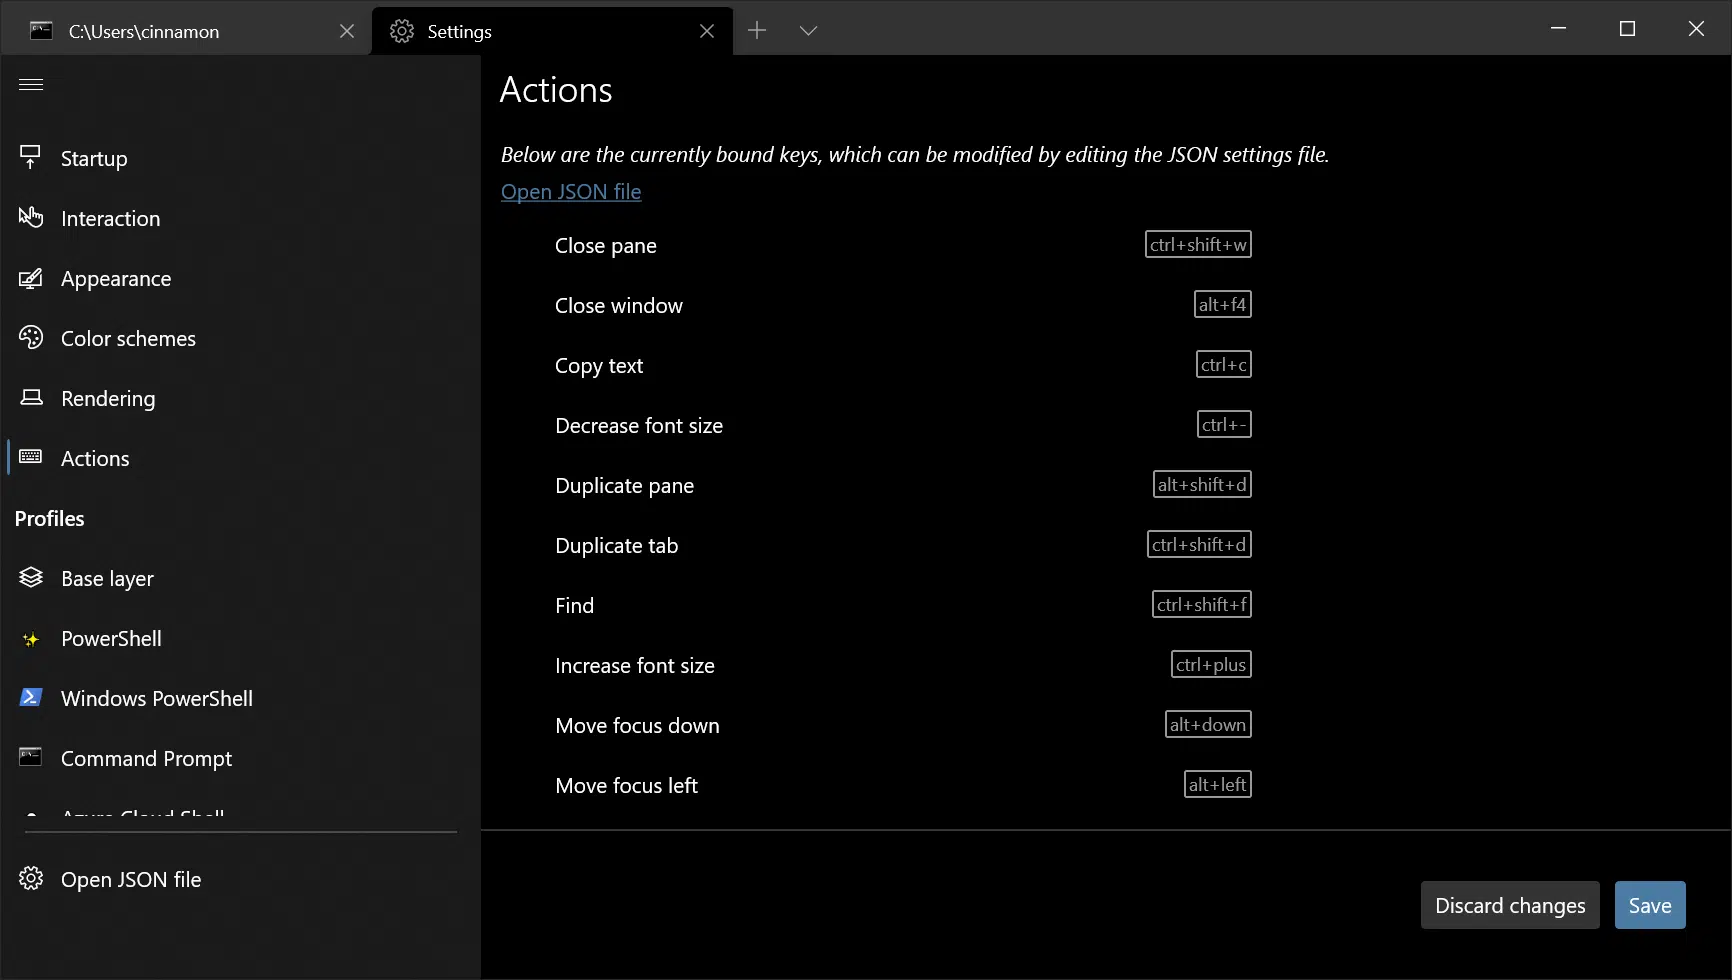 C:\Users\cinnamon
Settings
Startup
Interaction
Appearance
Color schemes
Rendering
Actions
Profiles
Base layer
PowerShell
Windows PowerShell
Command Prompt
Azure Cloud Shell
Open JSON file
Actions
Below are the currently bound keys, which can be modified by editing the JSON settings file.
Open JSON file
Close pane ctrl+shift+w
Close window alt+f4
Copy text ctrl+c
Decrease font size ctrl+-
Duplicate pane alt+shift+d
Duplicate tab ctrl+shift+d
Find ctrl+shift+f
Increase font size ctrl+plus
Move focus down alt+down
Move focus left alt+left
Discard changes Save